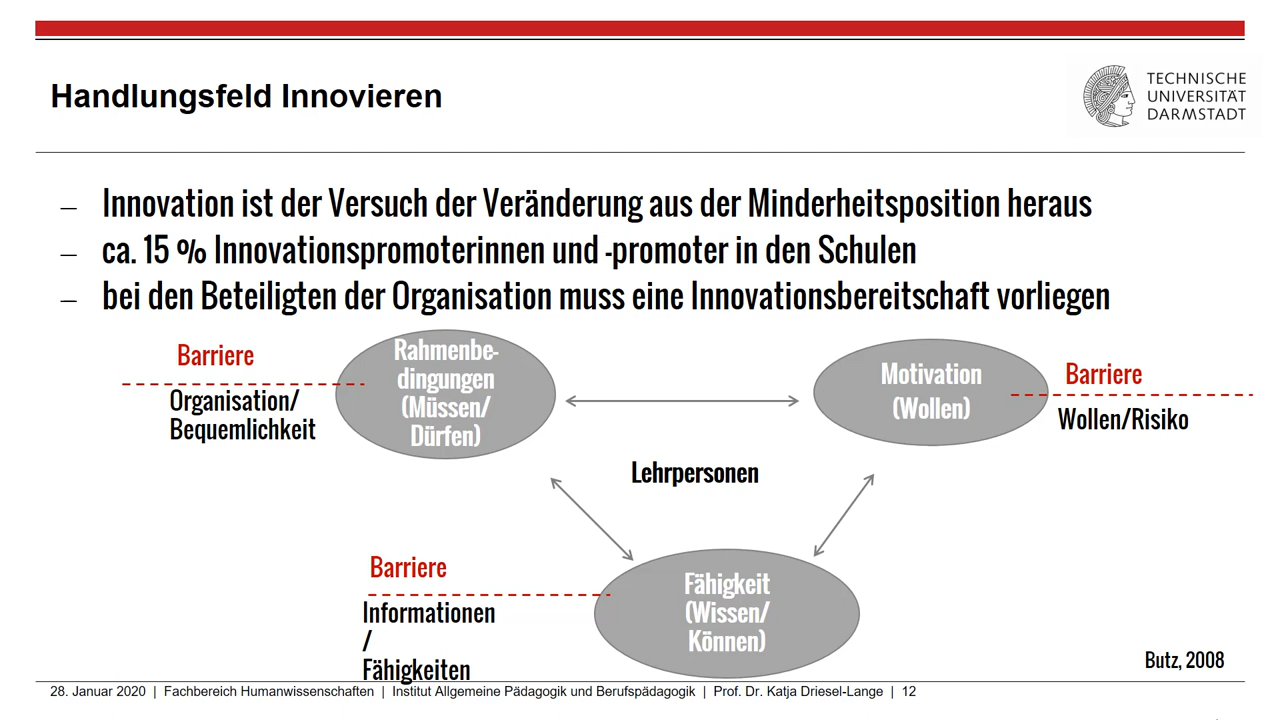 Handlungsfeld Innovieren
TECHNISCHE
UNIVERSITÄT
DARMSTADT
– Innovation ist der Versuch der Veränderung aus der Minderheitsposition heraus
– ca. 15 % Innovationspromoterinnen und -promoter in den Schulen
– bei den Beteiligten der Organisation muss eine Innovationsbereitschaft vorliegen
Barriere
Organisation/
Bequemlichkeit
Rahmenbe-
dingungen
(Müssen/
Dürfen)
Motivation
(Wollen)
Barriere
Wollen/Risiko
Lehrpersonen
Barriere
Informationen
/
Fähigkeiten
Fähigkeit
(Wissen/
Können)
Butz, 2008
28. Januar 2020 | Fachbereich Humanwissenschaften | Institut Allgemeine Pädagogik und Berufspädagogik | Prof. Dr. Katja Driesel-Lange | 12